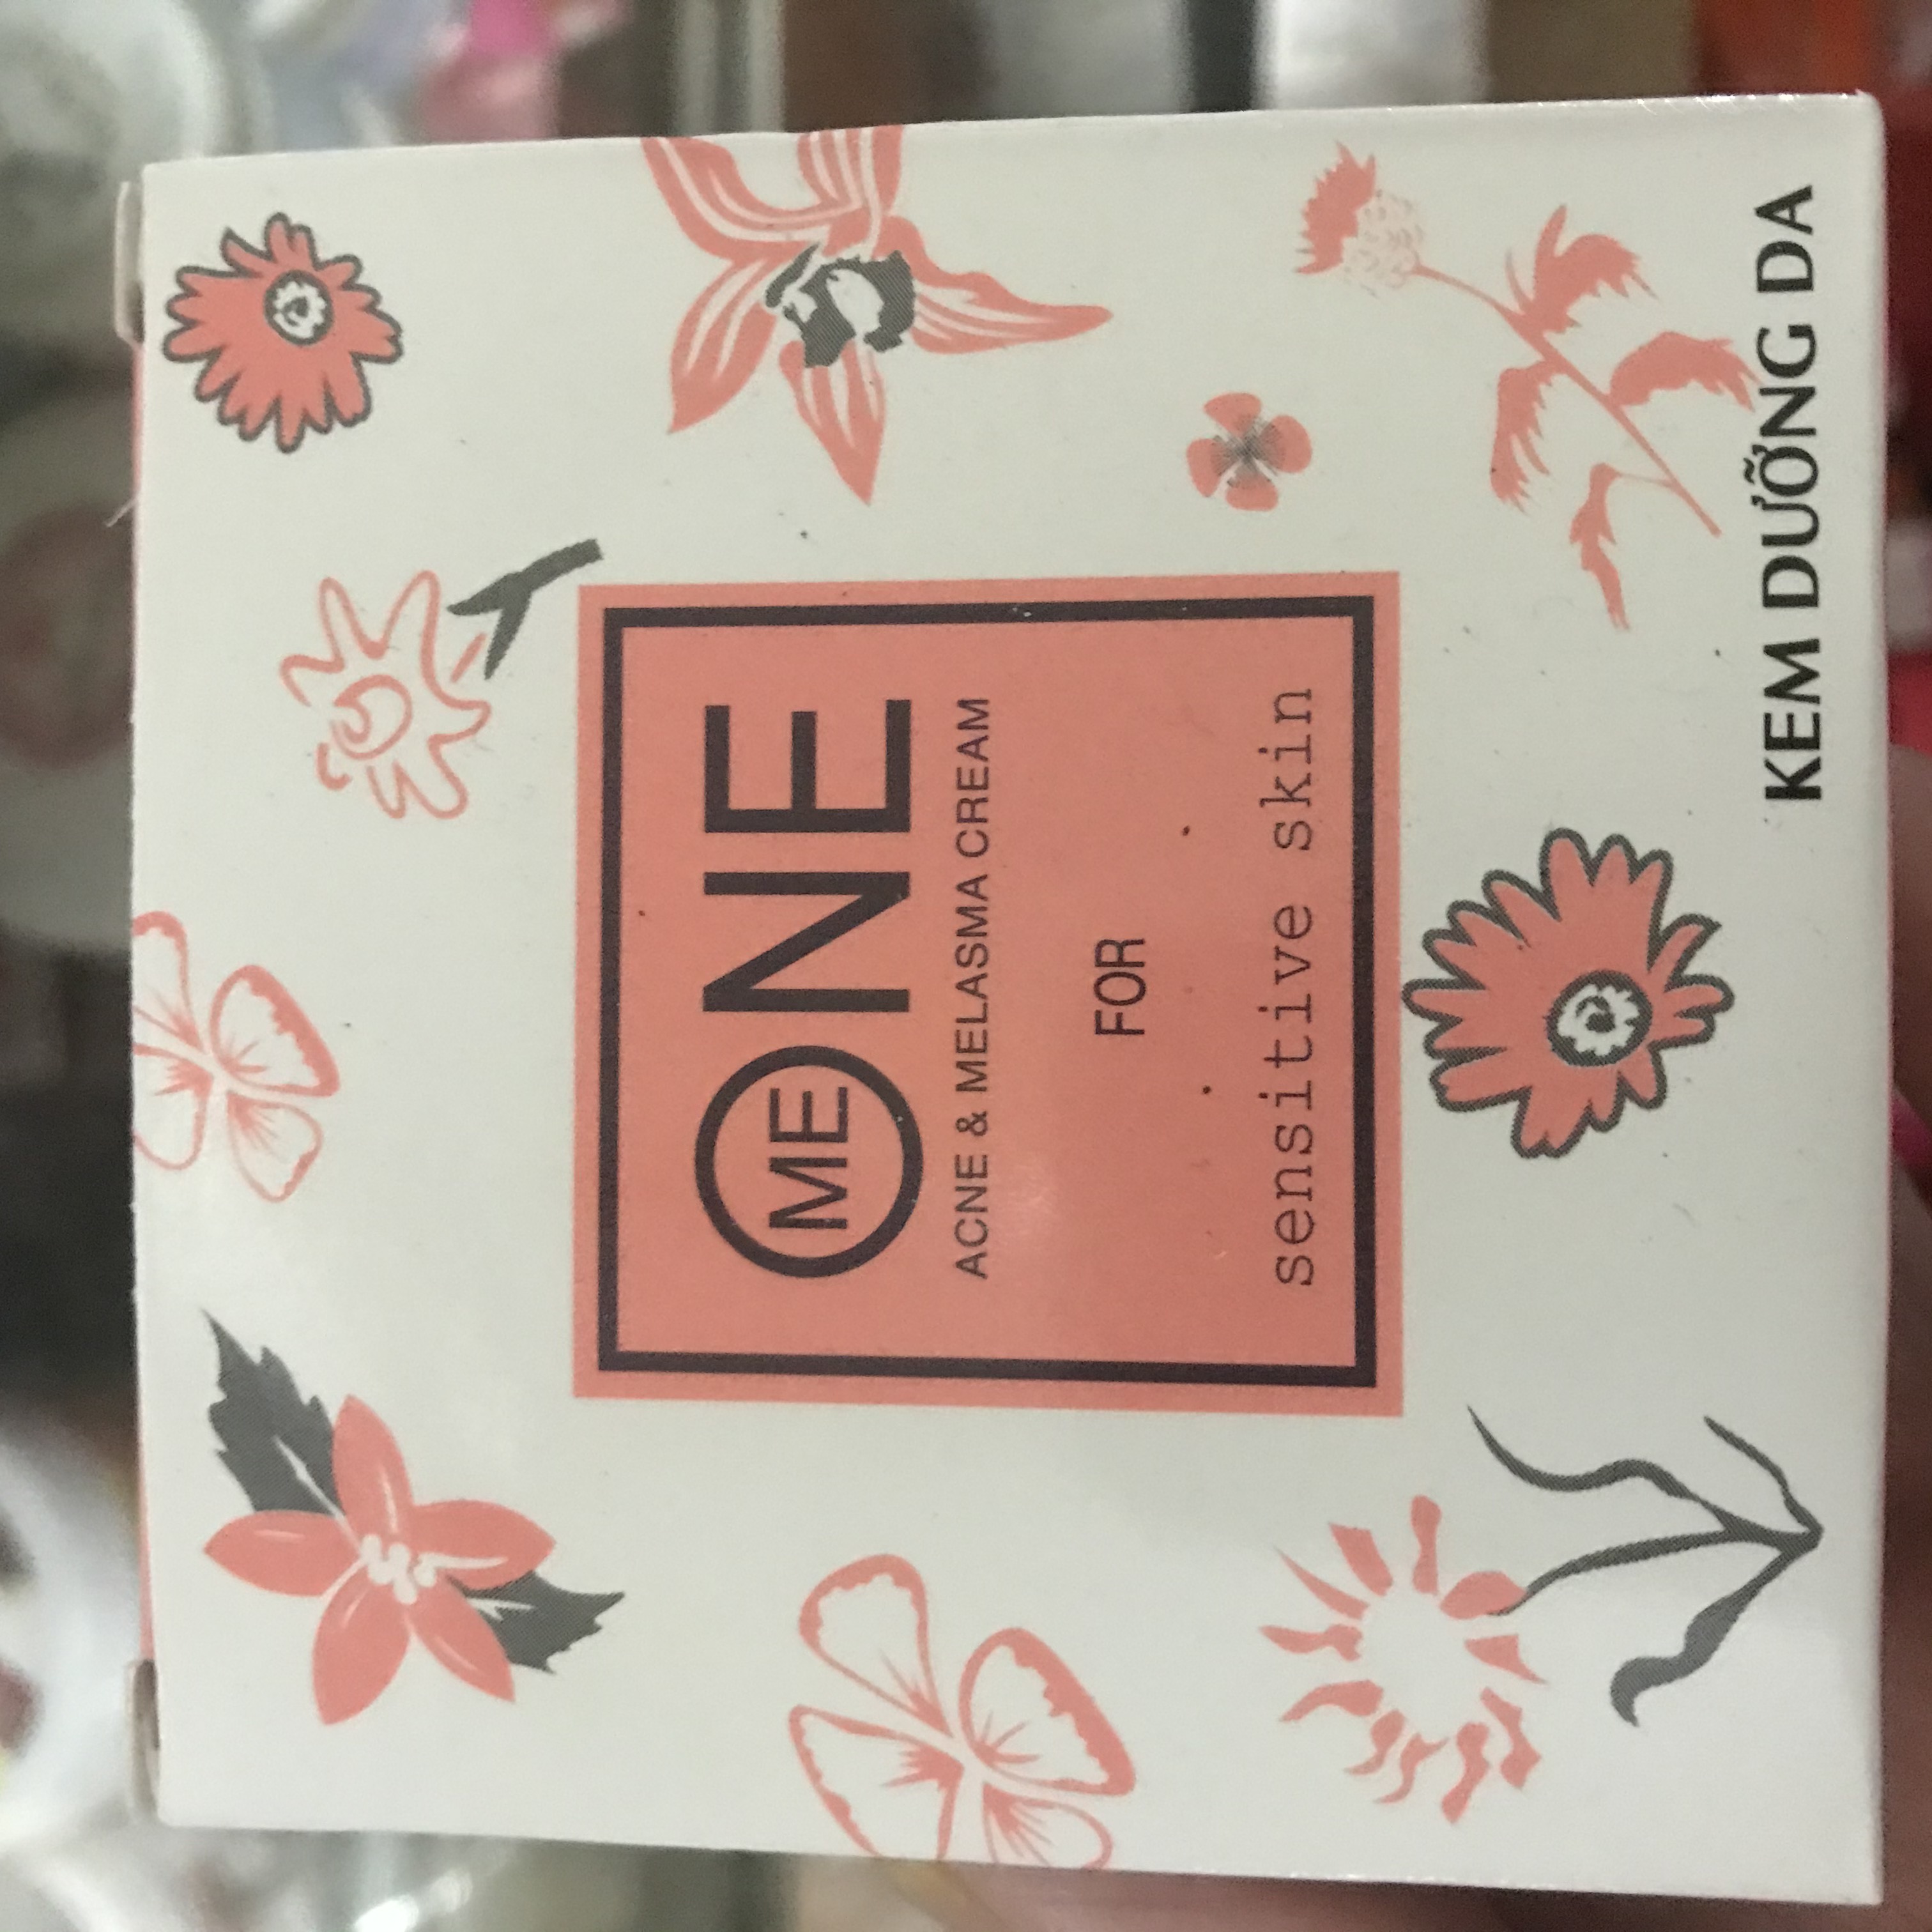 ME ONE
ACNE & MELASMA CREAM
FOR
sensitive skin
KEM DƯỠNG DA